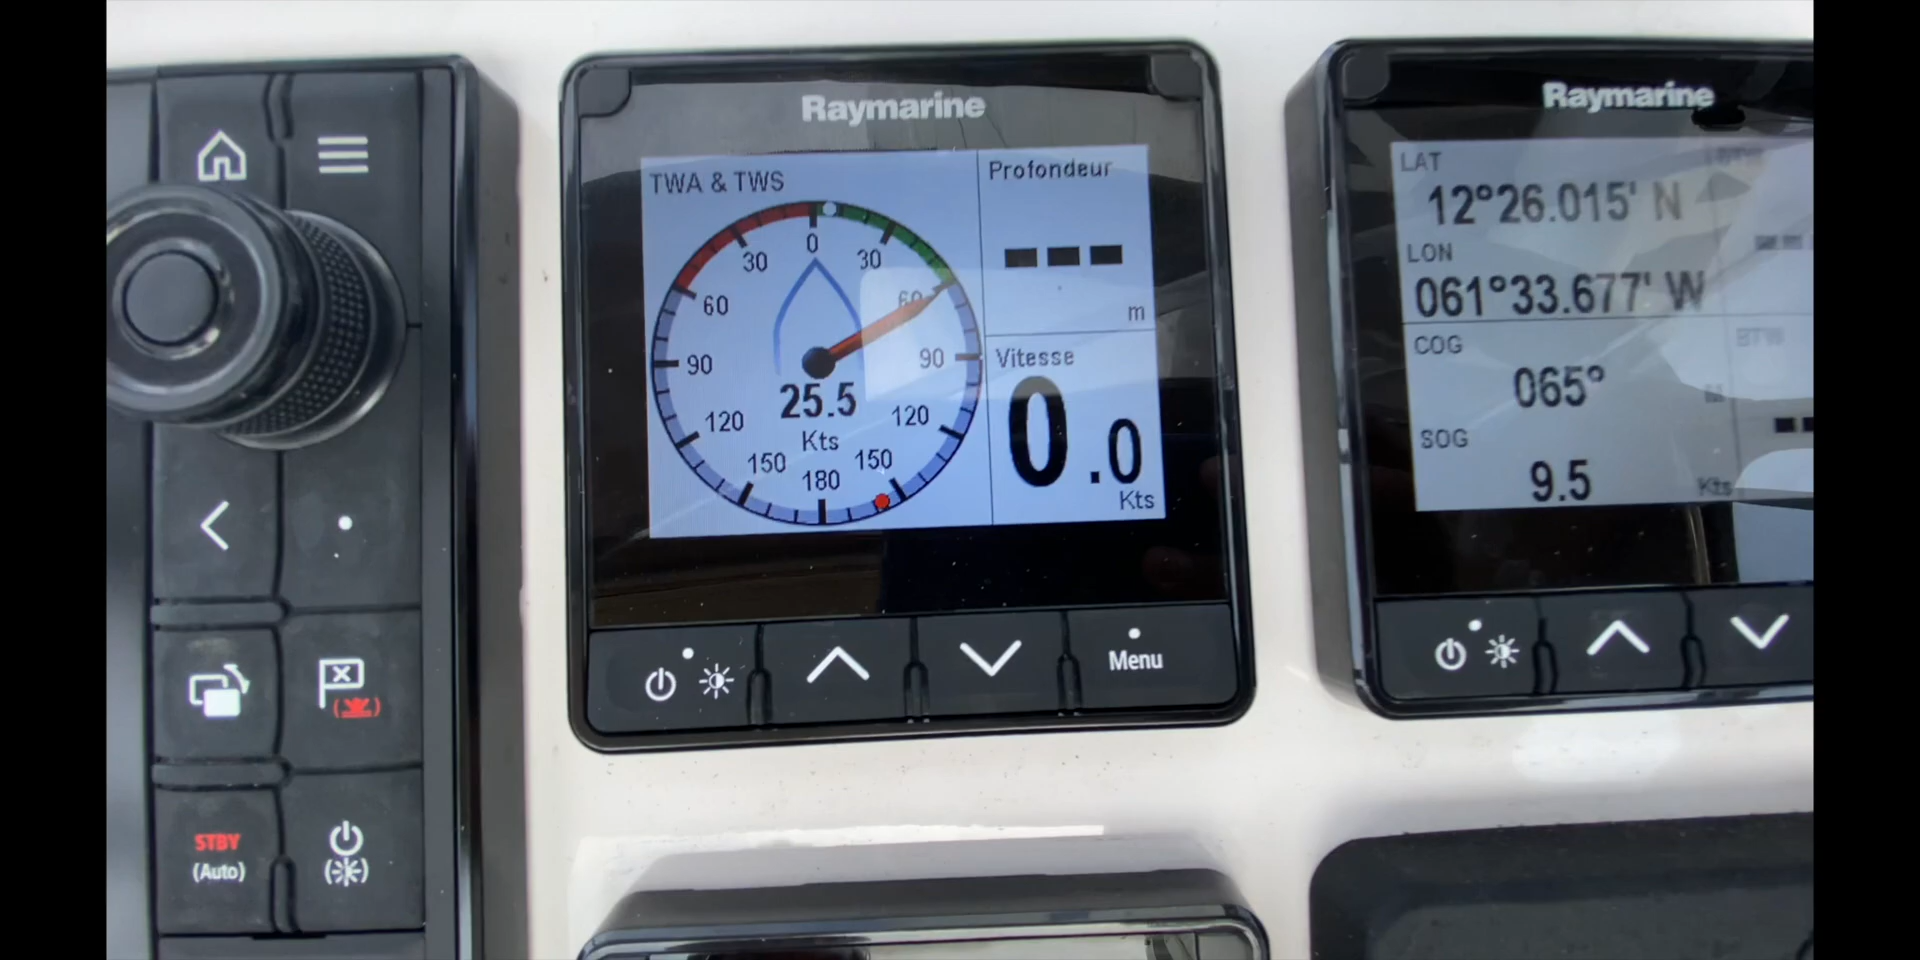 Raymarine
TWA & TWS
0
30
30
60
60
90
90
120
120
150
150
180
25.5
Kts
Profondeur
m
Vitesse
0.0
Kts
Menu
STBY
(Auto)
Raymarine
LAT
12°26.015' N
LON
061°33.677' W
COG
065°
SOG
9.5
Kts
BTW